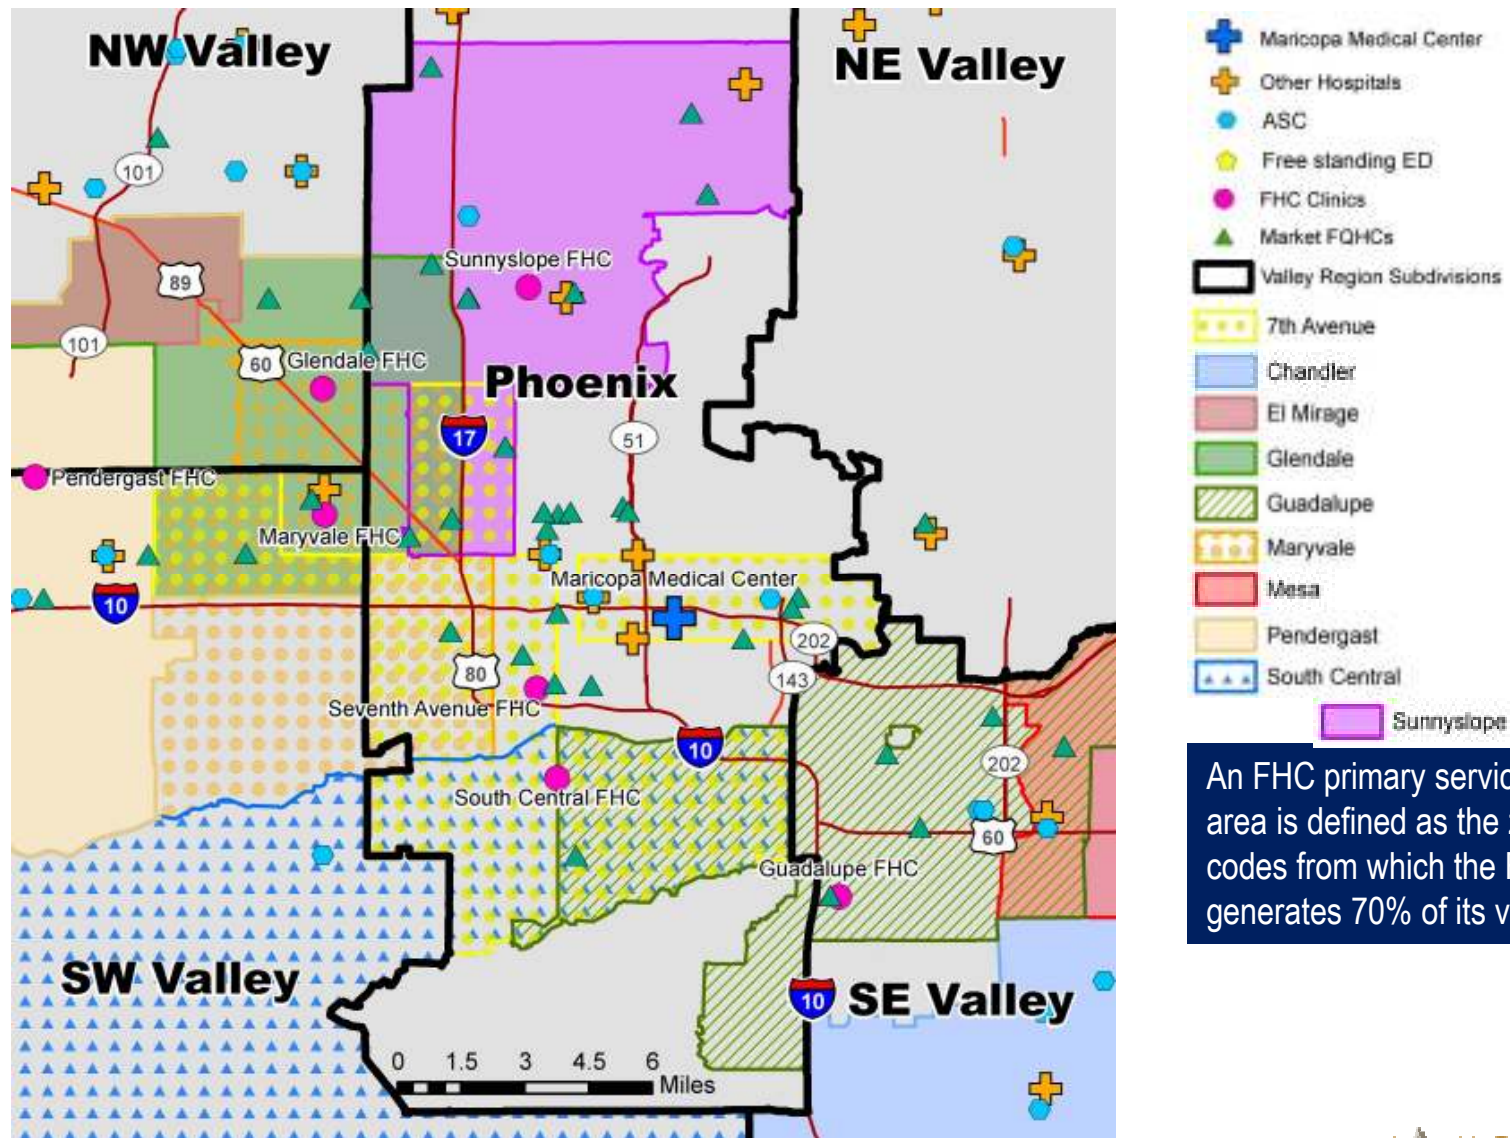 NW Valley
NE Valley
101
89
Sunnyslope FHC
101
60
Glendale FHC
Phoenix
17
51
Pendergast FHC
Maryvale FHC
Maricopa Medical Center
10
202
80
143
Seventh Avenue FHC
10
202
South Central FHC
60
Guadalupe FHC
SW Valley
10
SE Valley
0 1.5 3 4.5 6
Miles
Maricopa Medical Center
Other Hospitals
ASC
Free standing ED
FHC Clinics
Market FQHCs
Valley Region Subdivisions
7th Avenue
Chandler
El Mirage
Glendale
Guadalupe
Maryvale
Mesa
Pendergast
South Central
Sunnyslope
An FHC primary servic
area is defined as the
codes from which the
generates 70% of its v